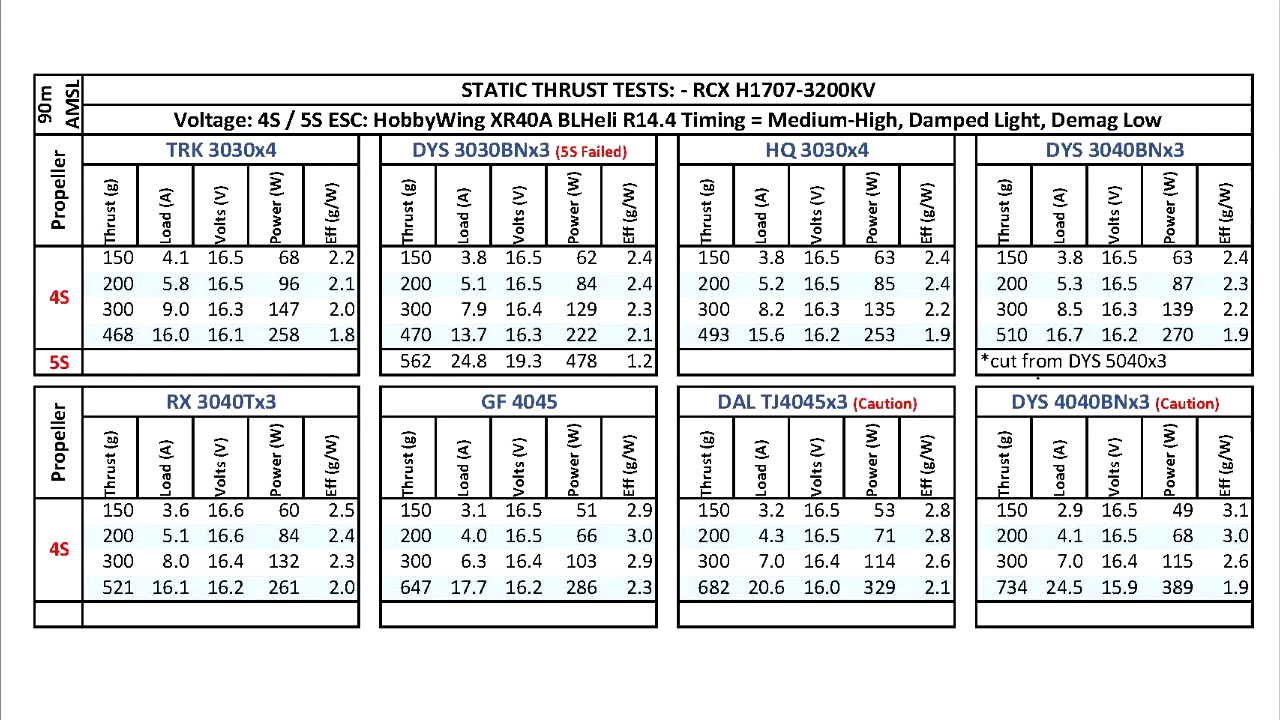 90m AMSL
STATIC THRUST TESTS: - RCX H1707-3200KV
Voltage: 4S / 5S ESC: HobbyWing XR40A BLHeli R14.4 Timing = Medium-High, Damped Light, Demag Low
Propeller TRK 3030x4 DYS 3030BNx3 (5S Failed) HQ 3030x4 DYS 3040BNx3
Thrust (g) Load (A) Volts (V) Power (W) Eff (g/W) Thrust (g) Load (A) Volts (V) Power (W) Eff (g/W) Thrust (g) Load (A) Volts (V) Power (W) Eff (g/W) Thrust (g) Load (A) Volts (V) Power (W) Eff (g/W)
150 4.1 16.5 68 2.2 150 3.8 16.5 62 2.4 150 3.8 16.5 63 2.4 150 3.8 16.5 63 2.4
4S 200 5.8 16.5 96 2.1 200 5.1 16.5 84 2.4 200 5.2 16.5 85 2.4 200 5.3 16.5 87 2.3
300 9.0 16.3 147 2.0 300 7.9 16.4 129 2.3 300 8.2 16.3 135 2.2 300 8.5 16.3 139 2.2
468 16.0 16.1 258 1.8 470 13.7 16.3 222 2.1 493 15.6 16.2 253 1.9 510 16.7 16.2 270 1.9
5S 562 24.8 19.3 478 1.2 *cut from DYS 5040x3
Propeller RX 3040Tx3 GF 4045 DAL TJ4045x3 (Caution) DYS 4040BNx3 (Caution)
Thrust (g) Load (A) Volts (V) Power (W) Eff (g/W) Thrust (g) Load (A) Volts (V) Power (W) Eff (g/W) Thrust (g) Load (A) Volts (V) Power (W) Eff (g/W) Thrust (g) Load (A) Volts (V) Power (W) Eff (g/W)
150 3.6 16.6 60 2.5 150 3.1 16.5 51 2.9 150 3.2 16.5 53 2.8 150 2.9 16.5 49 3.1
4S 200 5.1 16.6 84 2.4 200 4.0 16.5 66 3.0 200 4.3 16.5 71 2.8 200 4.1 16.5 68 3.0
300 8.0 16.4 132 2.3 300 6.3 16.4 103 2.9 300 7.0 16.4 114 2.6 300 7.0 16.4 115 2.6
521 16.1 16.2 261 2.0 647 17.7 16.2 286 2.3 682 20.6 16.0 329 2.1 734 24.5 15.9 389 1.9